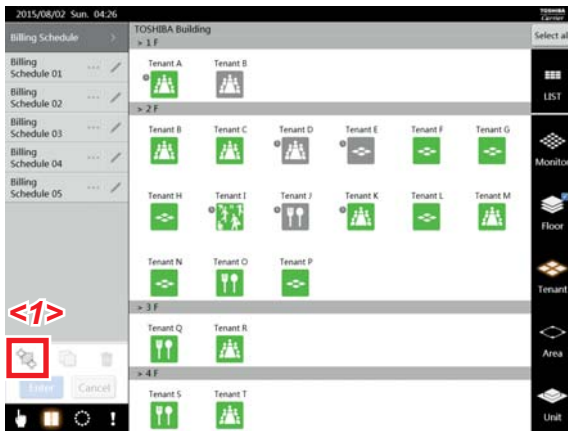 2015/08/02 Sun. 04:26
TOSHIBA
Carrier
Billing Schedule >
TOSHIBA Building
Select al
> 1 F
Billing
Schedule 01 ...
Tenant A Tenant B
LIST
Billing
Schedule 02 ...
> 2 F
Billing
Schedule 03 ...
Tenant B Tenant C Tenant D Tenant E Tenant F Tenant G
Billing
Schedule 04 ...
Monitor
Billing
Schedule 05 ...
Tenant H Tenant I Tenant J Tenant K Tenant L Tenant M
Floor
Tenant N Tenant O Tenant P
Tenant
<1>
> 3 F
Tenant Q Tenant R
Area
Enter Cancel
> 4 F
Tenant S Tenant T
!
Unit